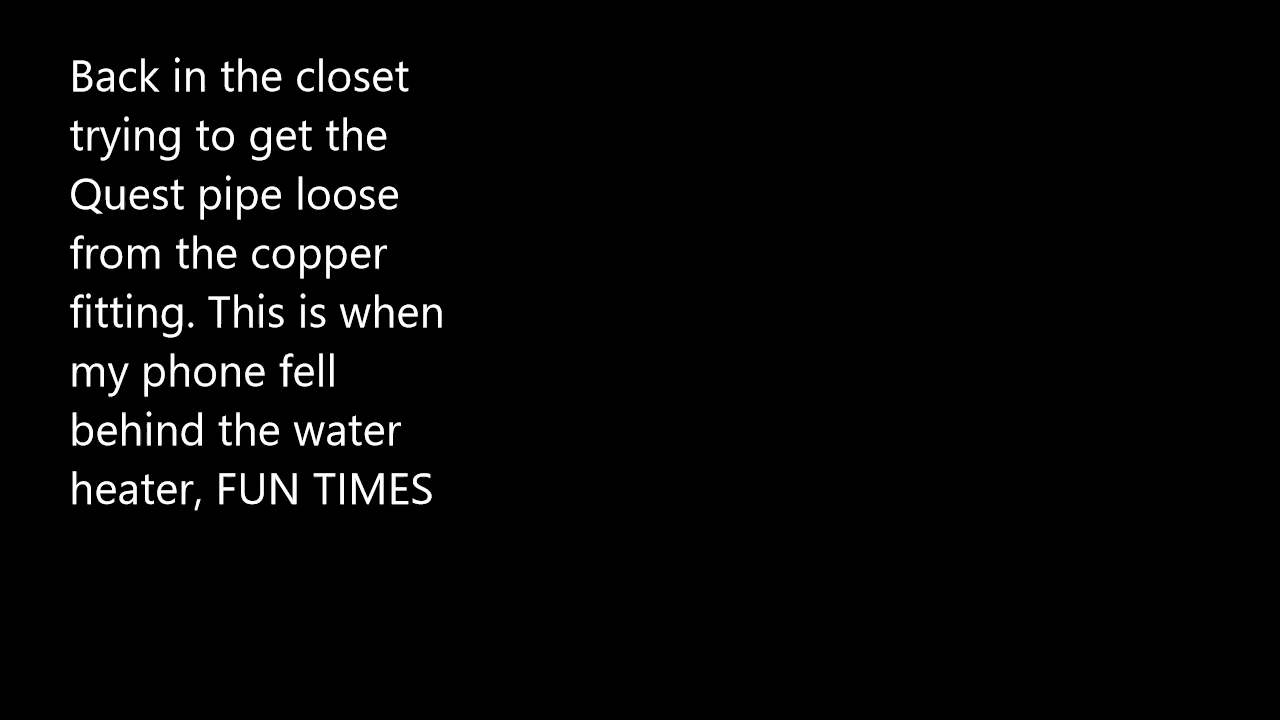 Back in the closet
trying to get the
Quest pipe loose
from the copper
fitting. This is when
my phone fell
behind the water
heater, FUN TIMES